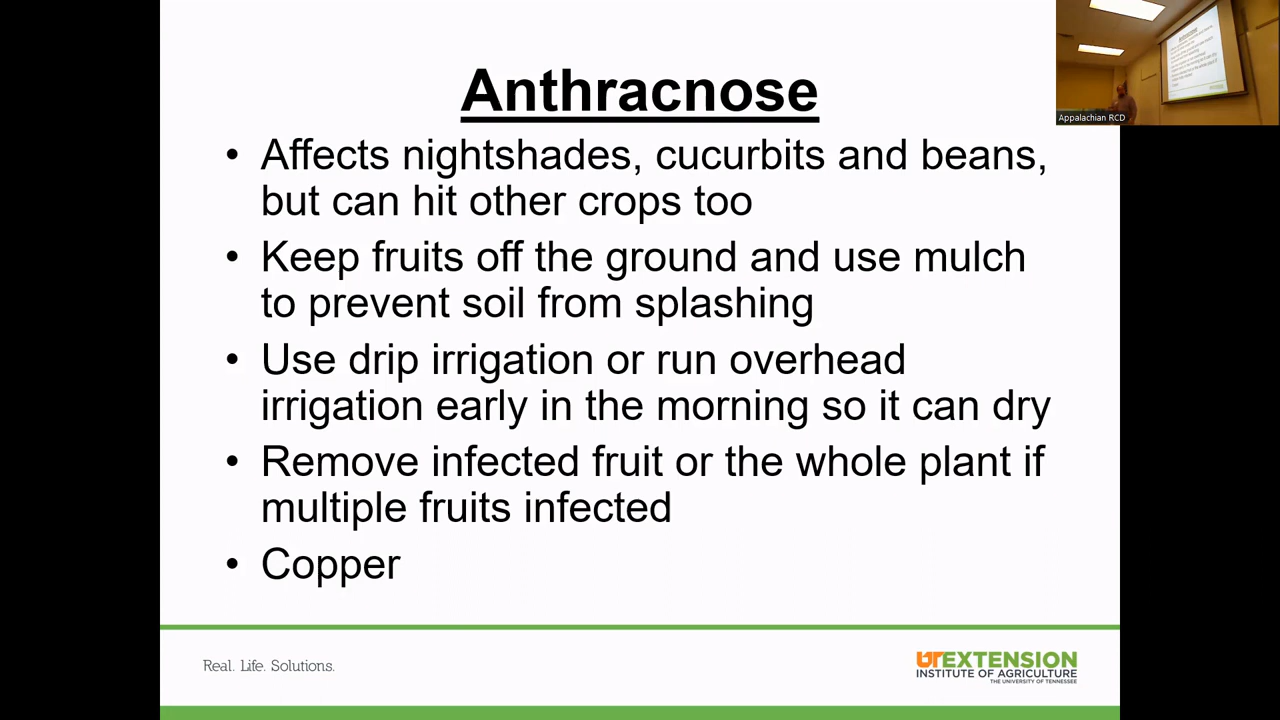 Anthracnose
• Affects nightshades, cucurbits and beans,
but can hit other crops too
• Keep fruits off the ground and use mulch
to prevent soil from splashing
• Use drip irrigation or run overhead
irrigation early in the morning so it can dry
• Remove infected fruit or the whole plant if
multiple fruits infected
• Copper
Real. Life. Solutions.
UT EXTENSION
INSTITUTE OF AGRICULTURE
THE UNIVERSITY OF TENNESSEE
Appalachian RCD